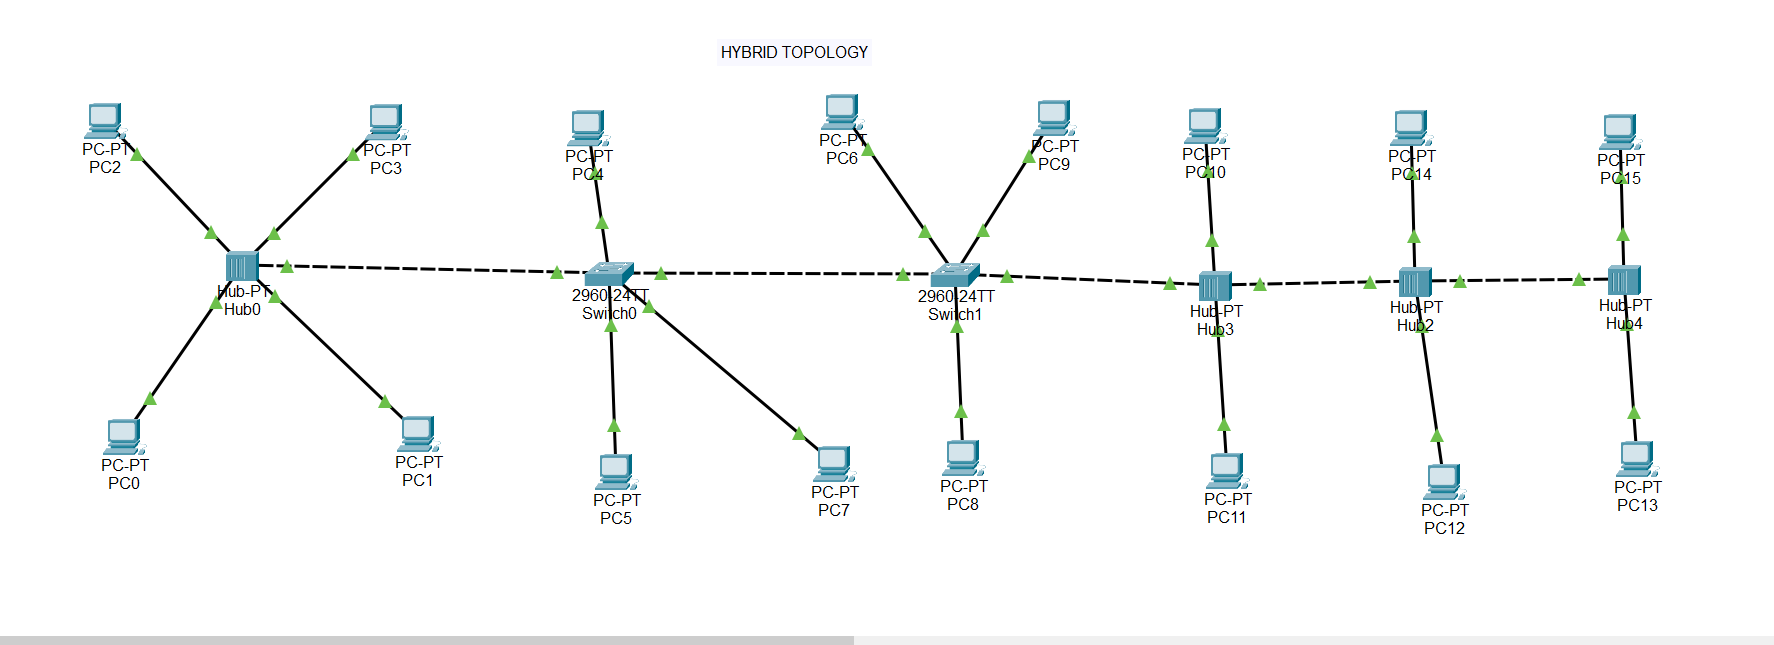 HYBRID TOPOLOGY
PC-PT
PC2
PC-PT
PC3
PC-PT
PC4
PC-PT
PC6
PC-PT
PC9
PC-PT
PC10
PC-PT
PC14
PC-PT
PC15
Hub-PT
Hub0
2960-24TT
Switch0
2960-24TT
Switch1
Hub-PT
Hub3
Hub-PT
Hub2
Hub-PT
Hub4
PC-PT
PC0
PC-PT
PC1
PC-PT
PC5
PC-PT
PC7
PC-PT
PC8
PC-PT
PC11
PC-PT
PC12
PC-PT
PC13